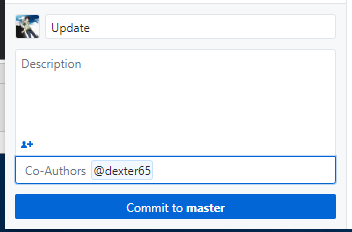 Update
Description
Co-Authors @dexter65
Commit to master